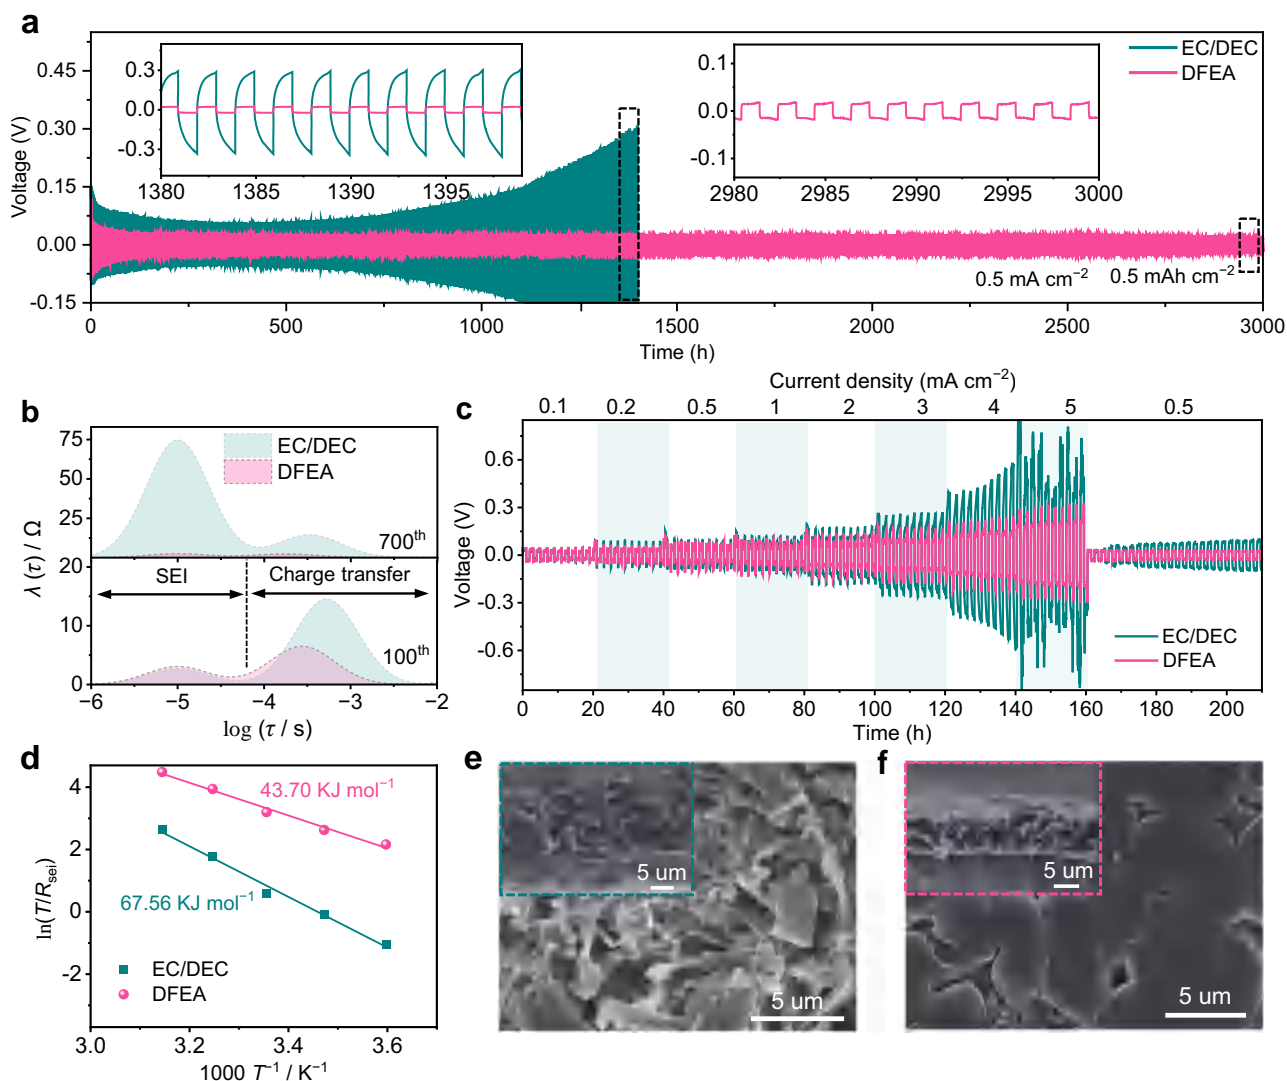 a
EC/DEC
DFEA
Voltage (V)
0.45
0.30
0.15
0.00
-0.15
0.3
0.0
-0.3
1380 1385 1390 1395
0.1
0.0
-0.1
2980 2985 2990 2995 3000
0.5 mA cm−2 0.5 mAh cm−2
0 500 1000 1500 2000 2500 3000
Time (h)
b
λ (τ) / Ω
75
50
25
EC/DEC
DFEA
700th
20
10
0
SEI
Charge transfer
100th
−6 −5 −4 −3 −2
log (τ / s)
c
Current density (mA cm−2)
0.1 0.2 0.5 1 2 3 4 5 0.5
Voltage (V)
0.6
0.3
0.0
-0.3
-0.6
EC/DEC
DFEA
0 20 40 60 80 100 120 140 160 180 200
Time (h)
d
ln(T/Rsei)
4
2
0
-2
43.70 KJ mol−1
67.56 KJ mol−1
EC/DEC
DFEA
3.0 3.2 3.4 3.6
1000 T−1 / K−1
e
5 um
5 um
f
5 um
5 um